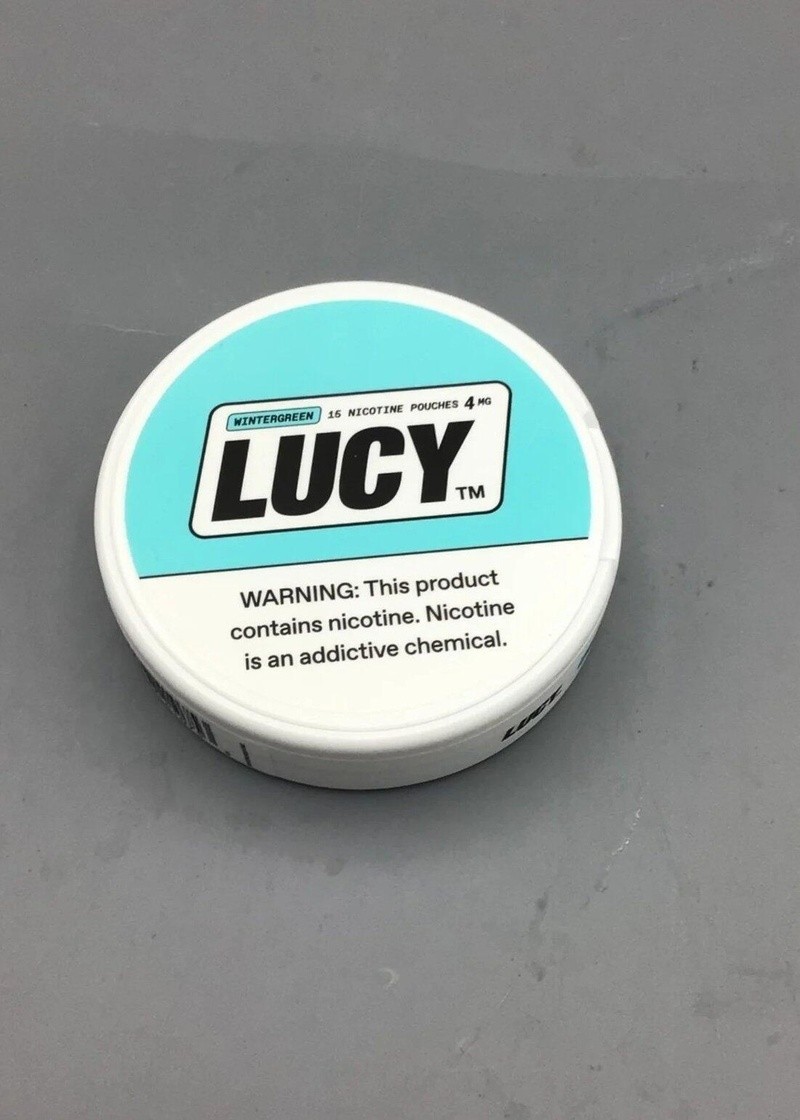 WINTERGREEN 15 NICOTINE POUCHES 4 MG
LUCY TM
WARNING: This product
contains nicotine. Nicotine
is an addictive chemical.
LUCY